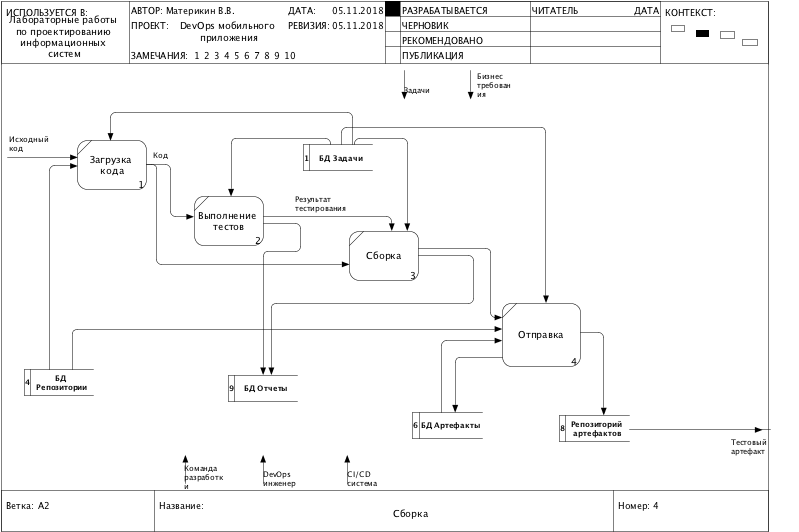 ИСПОЛЬЗУЕТСЯ В:
Лабораторные работы
по проектированию
информационных
систем
АВТОР: Материкин В.В.
ДАТА: 05.11.2018
ПРОЕКТ: DevOps мобильного
приложения
РЕВИЗИЯ: 05.11.2018
ЗАМЕЧАНИЯ: 1 2 3 4 5 6 7 8 9 10
РАЗРАБАТЫВАЕТСЯ
ЧЕРНОВИК
РЕКОМЕНДОВАНО
ПУБЛИКАЦИЯ
ЧИТАТЕЛЬ
ДАТА
КОНТЕКСТ:
Задачи
Бизнес
требован
ия
Исходный
код
Загрузка
кода
1
Код
1 БД Задачи
Выполнение
тестов
2
Результат
тестирования
Сборка
3
Отправка
4
4 БД
Репозитории
9 БД Отчеты
6 БД Артефакты
8 Репозиторий
артефактов
Тестовый
артефакт
Команда
разработк
и
DevOps
инженер
CI/CD
система
Ветка: A2
Название:
Сборка
Номер: 4